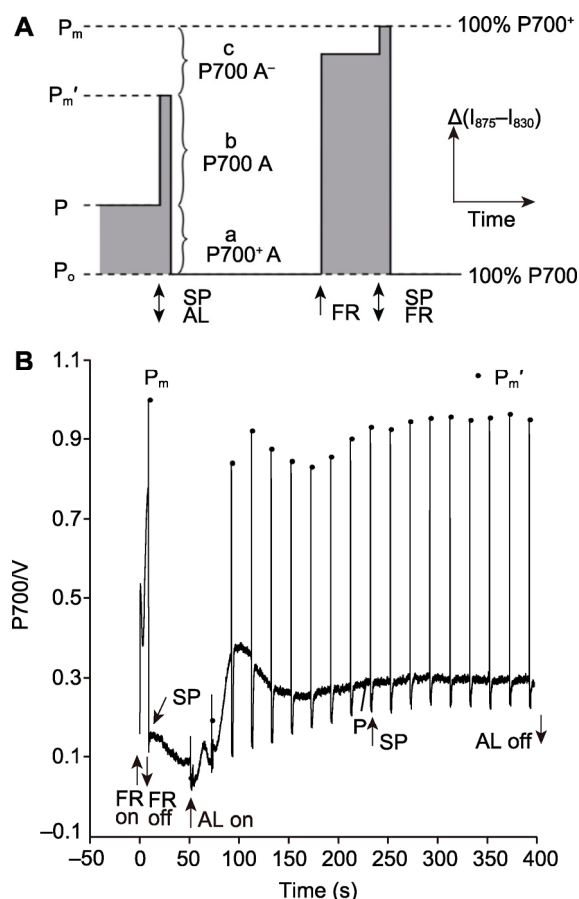 A
Pm
Pm′
P
Po
c
P700 A−
b
P700 A
a
P700+ A
100% P700+
Δ(I875–I830)
Time
100% P700
SP
AL
FR
SP
FR
B
P700/V
1.1
0.9
0.7
0.5
0.3
0.1
–0.1
Pm
• Pm′
SP
FR on
FR off
AL on
P
SP
AL off
–50 0 50 100 150 200 250 300 350 400
Time (s)